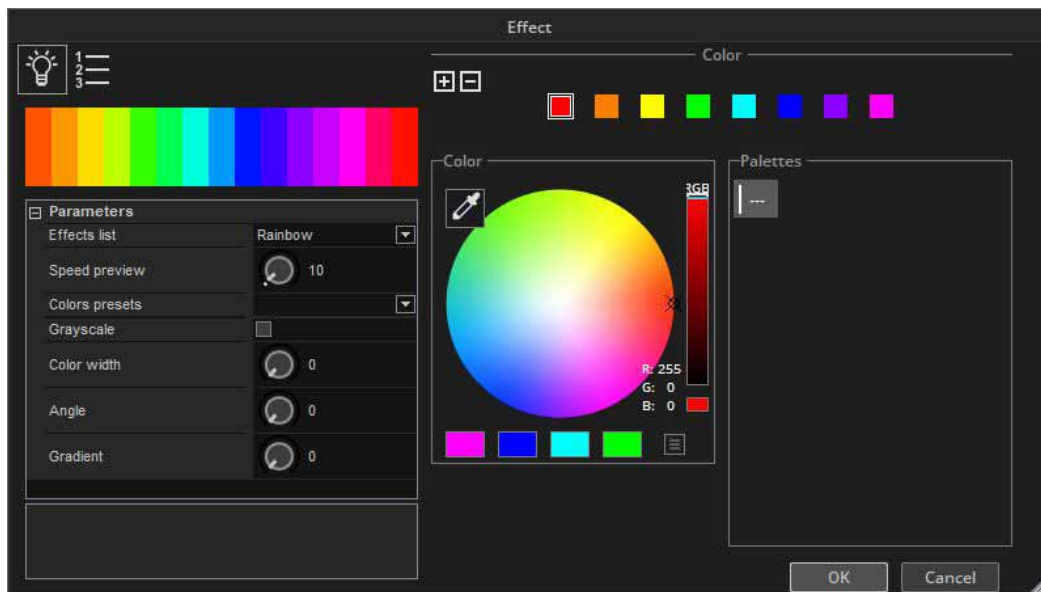 Effect
1
2
3
Color
Color
Palettes
RGB
---
Parameters
Effects list Rainbow
Speed preview 10
Colors presets
Grayscale
Color width 0
Angle 0
Gradient 0
R: 255
G: 0
B: 0
OK Cancel